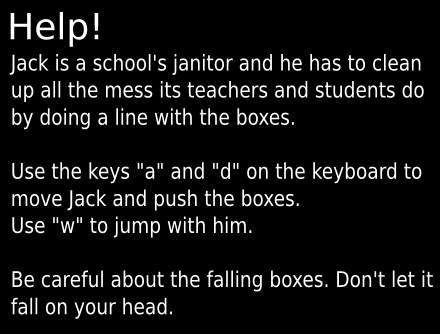 Help!
Jack is a school's janitor and he has to clean
up all the mess its teachers and students do
by doing a line with the boxes.
Use the keys "a" and "d" on the keyboard to
move Jack and push the boxes.
Use "w" to jump with him.
Be careful about the falling boxes. Don't let it
fall on your head.